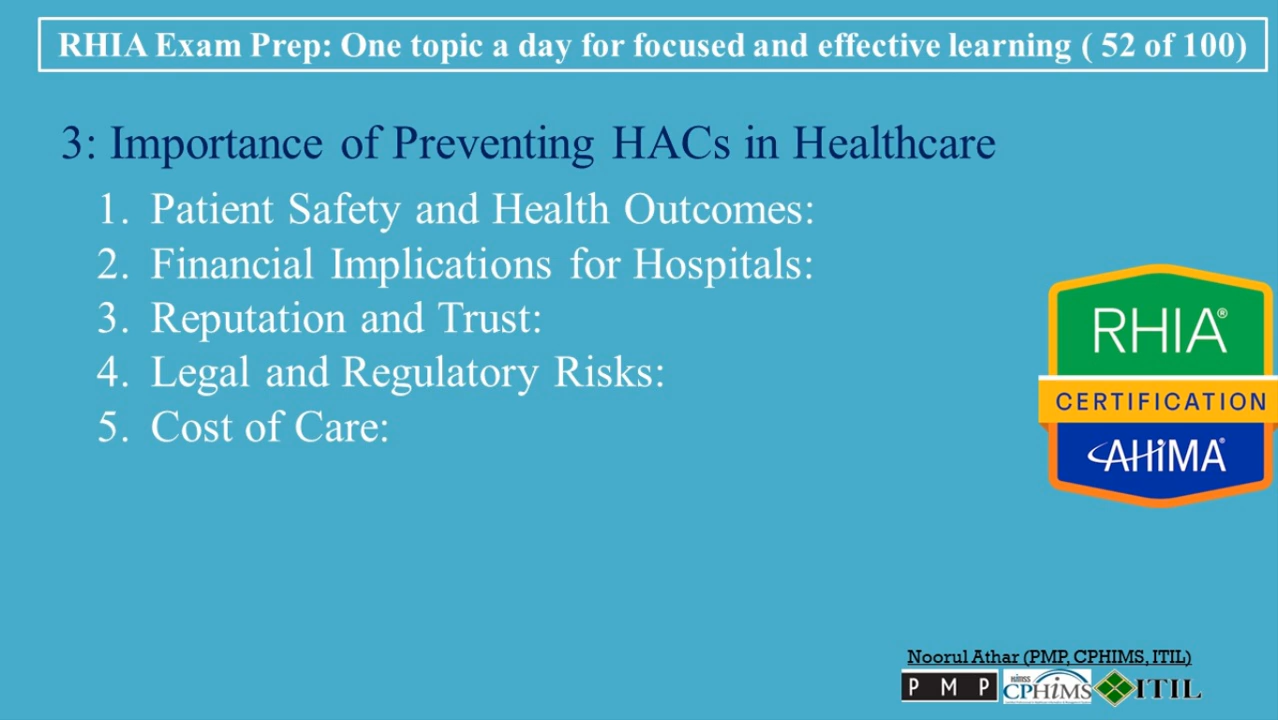 RHIA Exam Prep: One topic a day for focused and effective learning ( 52 of 100)
3: Importance of Preventing HACs in Healthcare
1. Patient Safety and Health Outcomes:
2. Financial Implications for Hospitals:
3. Reputation and Trust:
4. Legal and Regulatory Risks:
5. Cost of Care:
RHIA®
CERTIFICATION
AHIMA®
Noorul Athar (PMP, CPHIMS, ITIL)
P M P
HIMSS
CPHIMS
ITIL